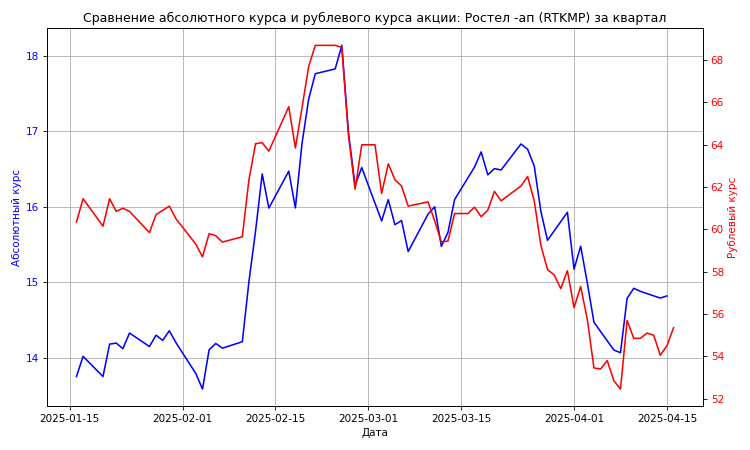 Сравнение абсолютного курса и рублевого курса акции: Ростел -ап (RTKMP) за квартал
18
17
16
15
14
Абсолютный курс
68
66
64
62
60
58
56
54
52
Рублевый курс
2025-01-15 2025-02-01 2025-02-15 2025-03-01 2025-03-15 2025-04-01 2025-04-15
Дата